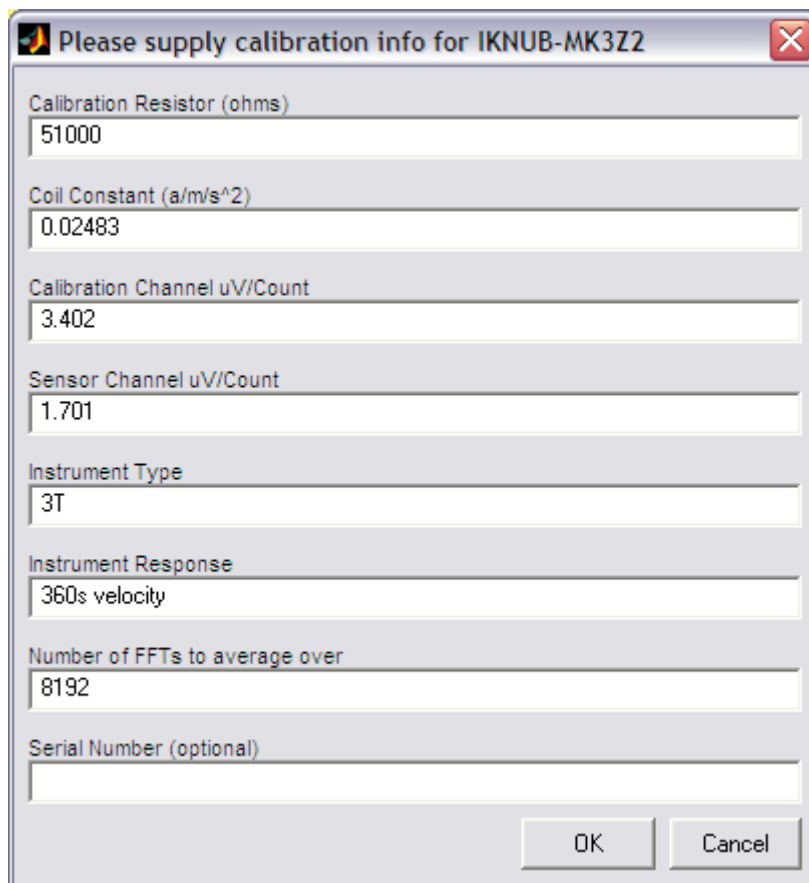 Please supply calibration info for IKNUB-MK3Z2
Calibration Resistor (ohms)
51000
Coil Constant (a/m/s^2)
0.02483
Calibration Channel uV/Count
3.402
Sensor Channel uV/Count
1.701
Instrument Type
3T
Instrument Response
360s velocity
Number of FFTs to average over
8192
Serial Number (optional)
OK Cancel